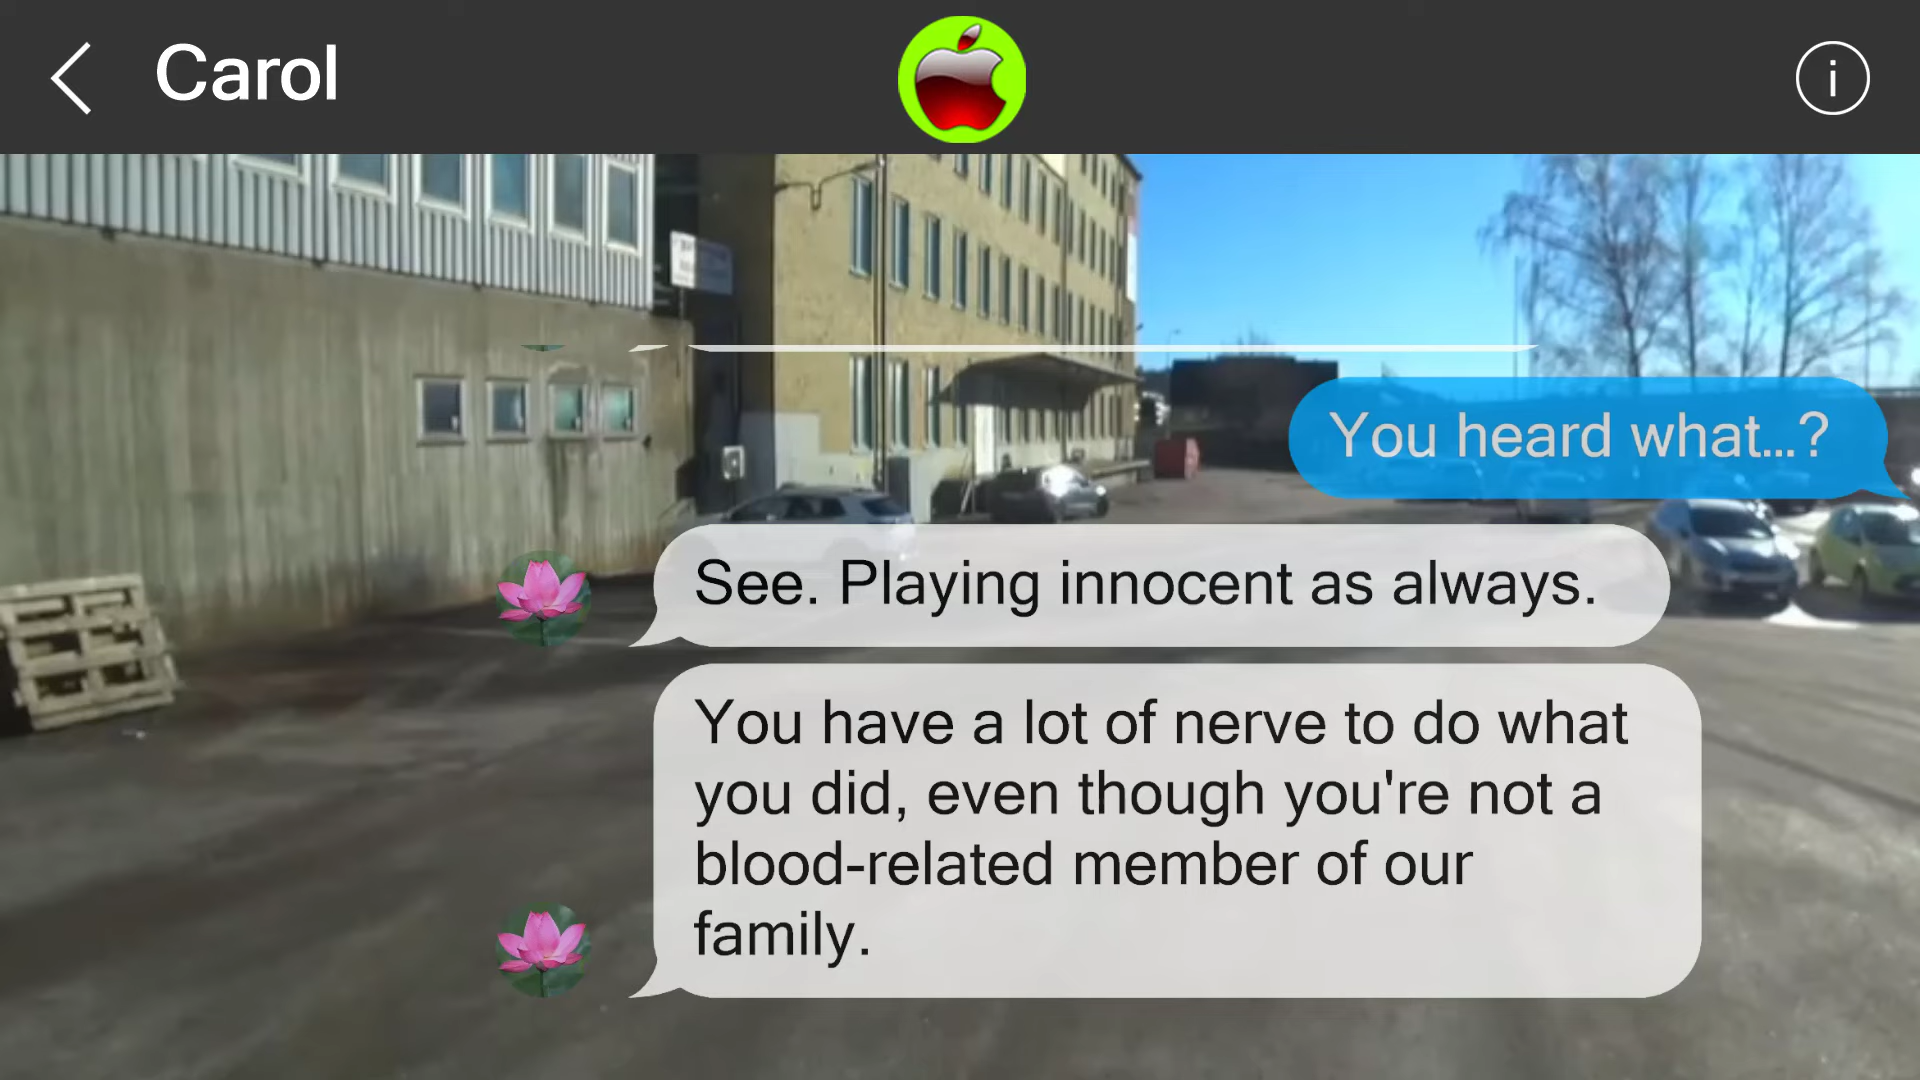 Carol
You heard what...?
See. Playing innocent as always.
You have a lot of nerve to do what
you did, even though you're not a
blood-related member of our
family.